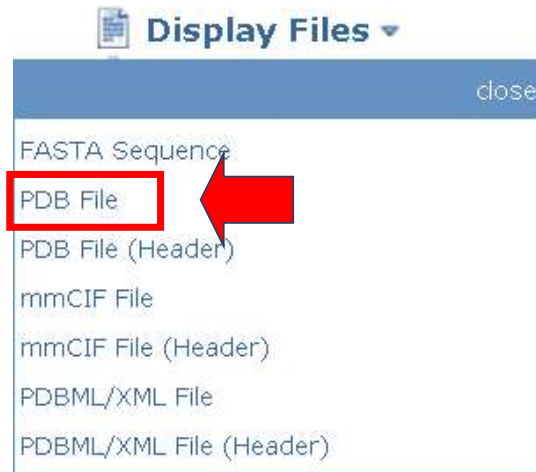 Display Files
close
FASTA Sequence
PDB File
PDB File (Header)
mmCIF File
mmCIF File (Header)
PDBML/XML File
PDBML/XML File (Header)